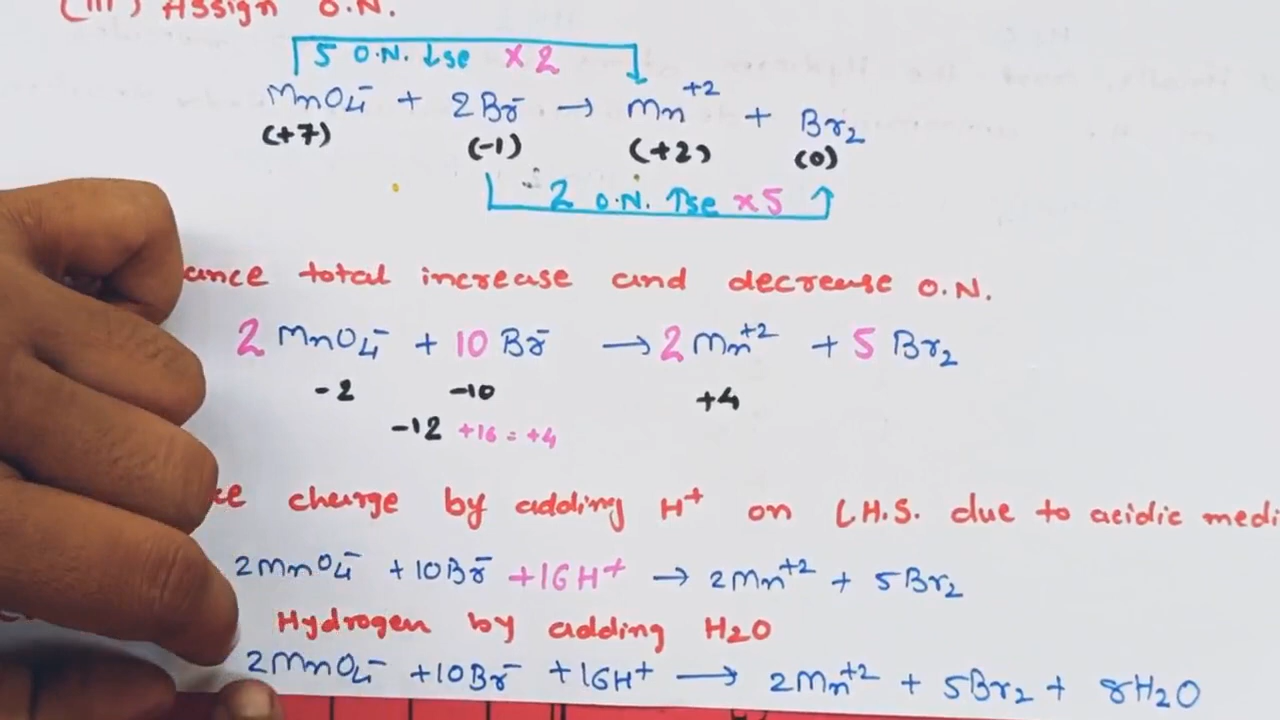 (iii) Assign O.N.
5 O.N. ↓se × 2
MnO₄⁻ + 2Br⁻ → Mn⁺² + Br₂
(+7) (-1) (+2) (0)
2 O.N. ↑se ×5
ance total increase and decrease O.N.
2 MnO₄⁻ + 10 Br⁻ → 2 Mn⁺² + 5 Br₂
-2 -10 +4
-12 +16 = +4
ce charge by adding H⁺ on L.H.S. due to acidic medi
2MnO₄⁻ + 10Br⁻ + 16H⁺ → 2Mn⁺² + 5Br₂
Hydrogen by adding H2O
2MnO₄⁻ + 10Br⁻ + 16H⁺ → 2Mn⁺² + 5Br₂ + 8H2O